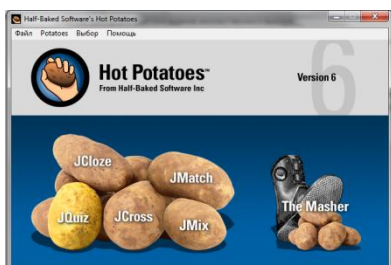 Half-Baked Software's Hot Potatoes
Файл Potatoes Выбор Помощь
Hot Potatoes™
From Half-Baked Software Inc
Version 6
6
JCloze
JMatch
JQuiz
JCross
JMix
The Masher